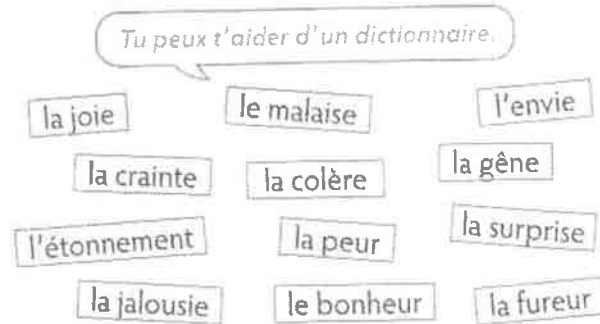 Tu peux t'aider d'un dictionnaire.
la joie
le malaise
l'envie
la crainte
la colère
la gêne
l'étonnement
la peur
la surprise
la jalousie
le bonheur
la fureur